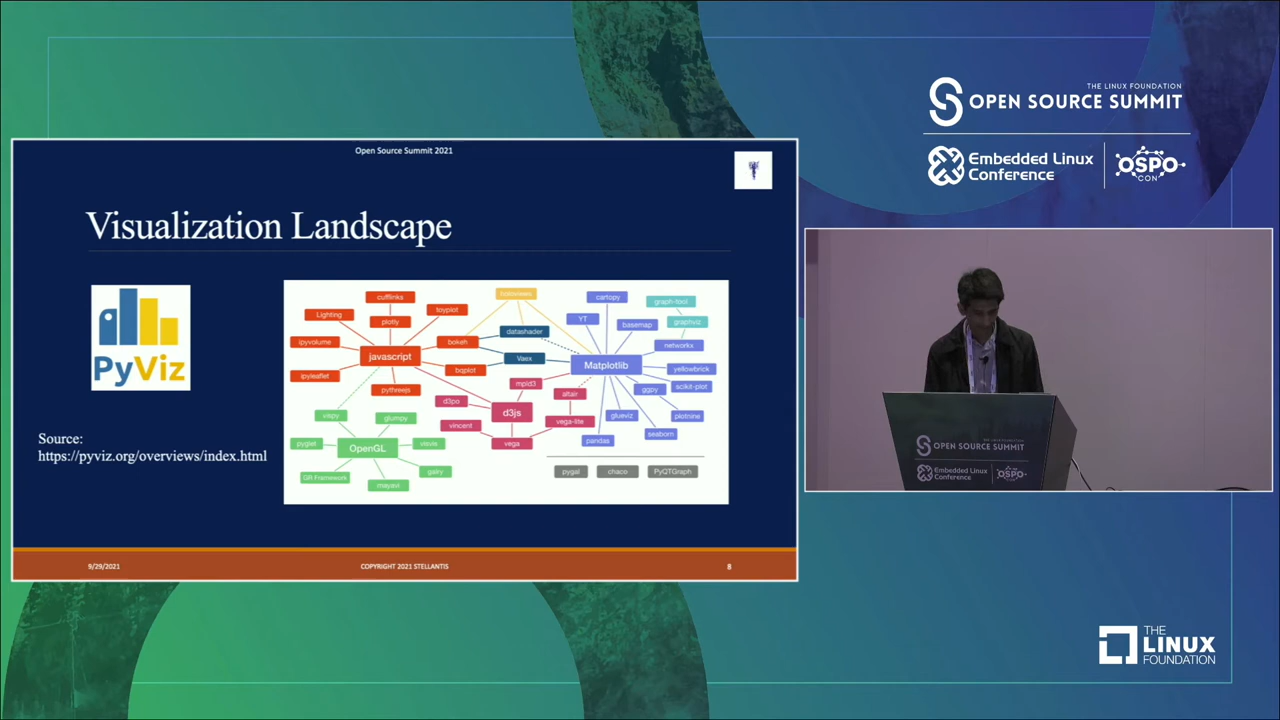 THE LINUX FOUNDATION
OPEN SOURCE SUMMIT
Embedded Linux
Conference
OSPO
CON
Open Source Summit 2021
Visualization Landscape
PyViz
Source:
https://pyviz.org/overviews/index.html
cufflinks
holoviews
cartopy
graph-tool
Lighting
toyplot
plotly
YT
basemap
graphviz
datashader
ipyvolume
bokeh
networkx
javascript
Vaex
Matplotlib
ipyleaflet
bqplot
yellowbrick
pythreejs
mpld3
altair
ggpy
scikit-plot
d3po
d3js
vispy
glumpy
vincent
vega-lite
glueviz
plotnine
pyglet
OpenGL
vega
pandas
seaborn
GR Framework
galry
mayavi
pygal
chaco
PyQTGraph
9/29/2021
COPYRIGHT 2021 STELLANTIS
8
OPEN SOURCE SUMMIT
Embedded Linux
Conference
OSPO
CON
THE
LINUX
FOUNDATION